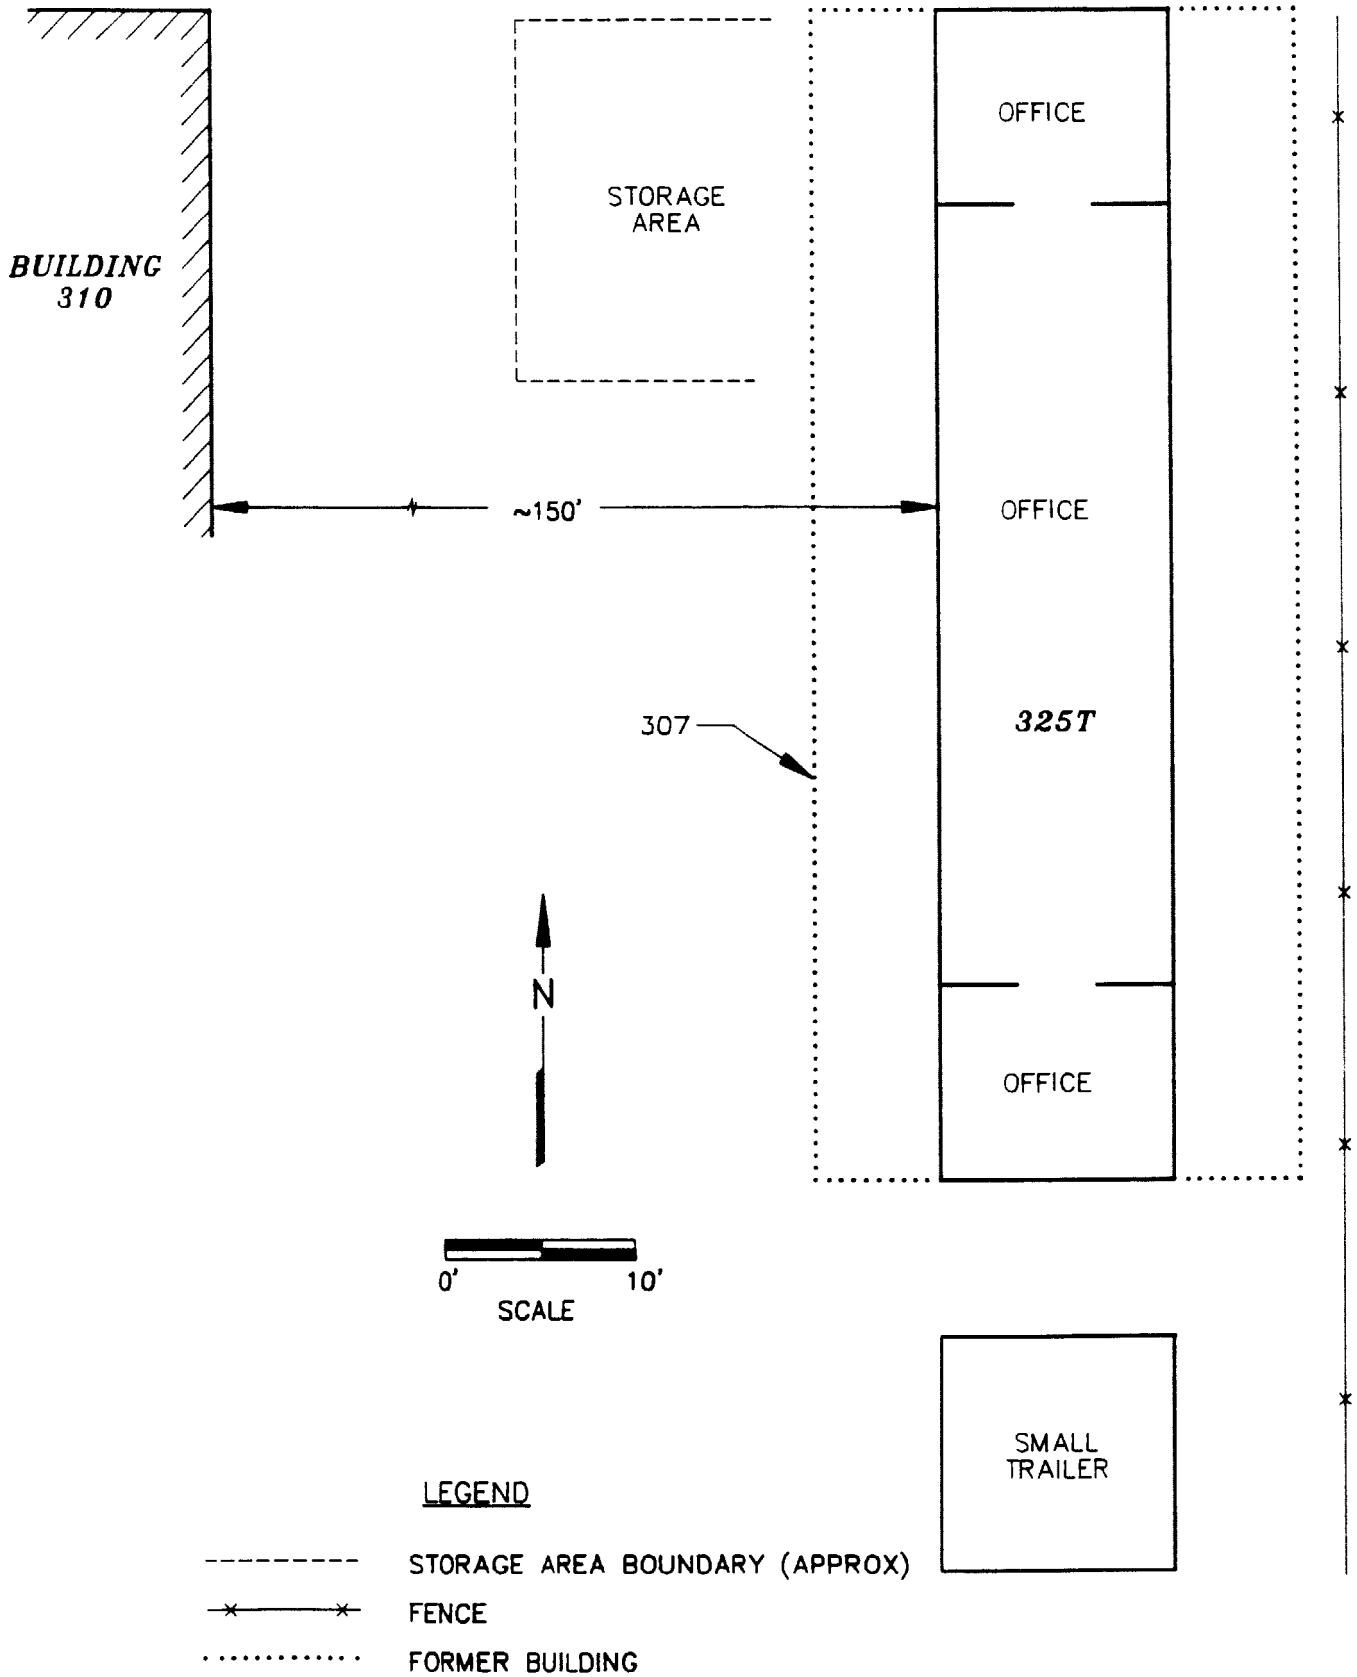 OFFICE
STORAGE
AREA
BUILDING
310
~150'
OFFICE
307
325T
N
OFFICE
0' 10'
SCALE
SMALL
TRAILER
LEGEND
STORAGE AREA BOUNDARY (APPROX)
FENCE
FORMER BUILDING